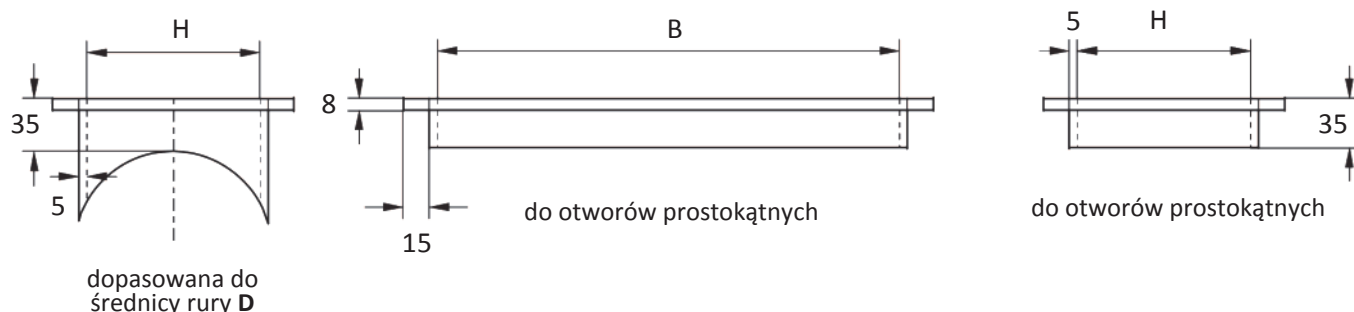 H
35
5
dopasowana do
średnicy rury D
B
8
15
do otworów prostokątnych
5
H
35
do otworów prostokątnych